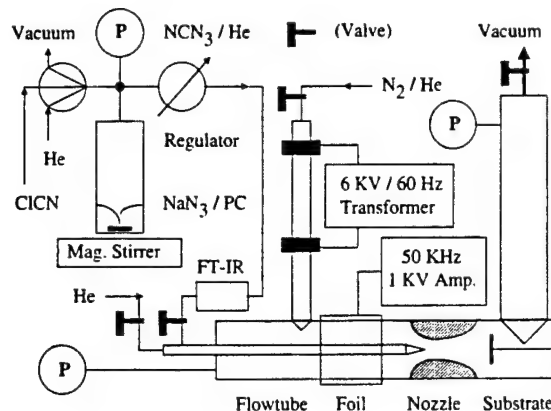 Vacuum
P
NCN3 / He
(Valve)
Vacuum
N2 / He
He
Regulator
P
ClCN
NaN3 / PC
6 KV / 60 Hz
Transformer
Mag. Stirrer
FT-IR
50 KHz
1 KV Amp.
He
P
Flowtube
Foil
Nozzle
Substrate